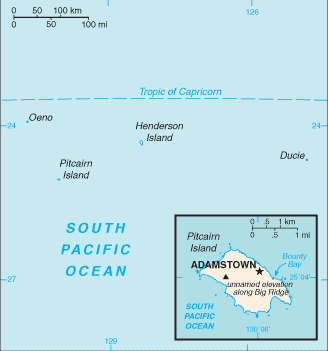 0 50 100 km
0 50 100 mi
126
Tropic of Capricorn
Oeno
24
24
Henderson
Island
Ducie
Pitcairn
Island
SOUTH
PACIFIC
OCEAN
27
27
129
Pitcairn
Island
0 .5 1 km
0 .5 1 mi
ADAMSTOWN
Bounty
Bay
unnamed elevation
along Big Ridge
25°04'
SOUTH
PACIFIC
OCEAN
130°06'